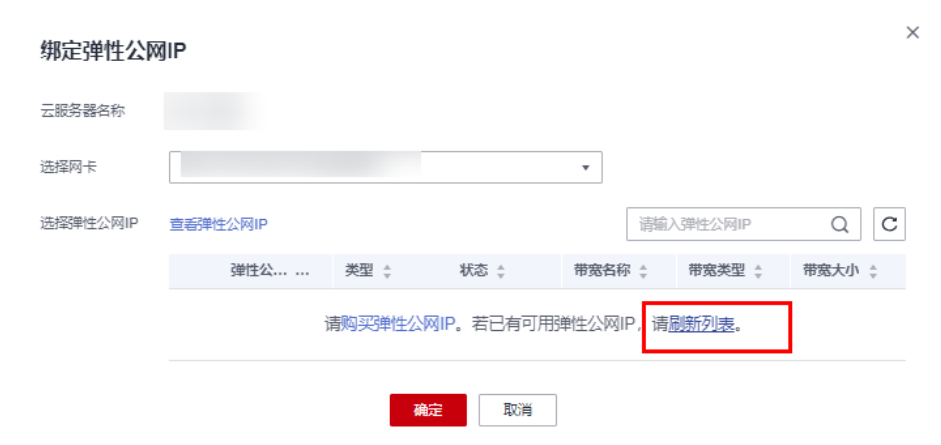 绑定弹性公网IP
云服务器名称
选择网卡
选择弹性公网IP 查看弹性公网IP 请输入弹性公网IP
弹性公... ... 类型 状态 带宽名称 带宽类型 带宽大小
请购买弹性公网IP。若已有可用弹性公网IP，请刷新列表。
确定 取消